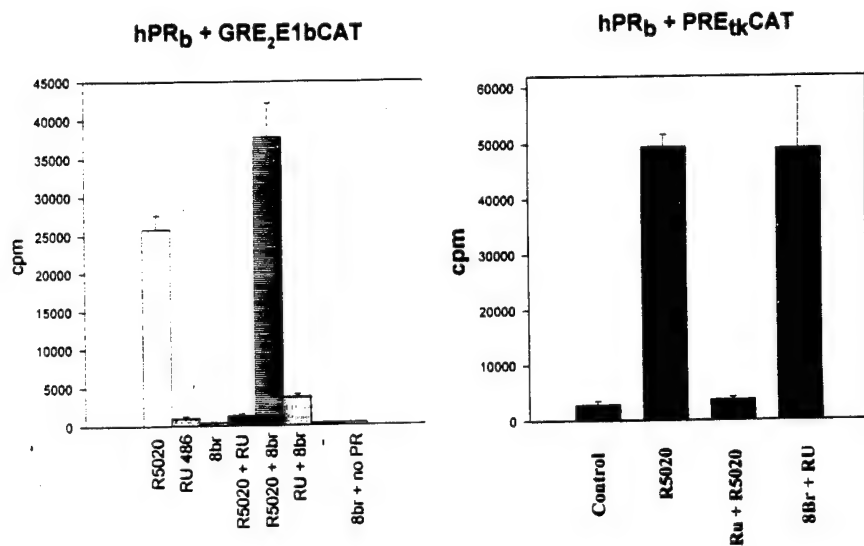 hPRb + GRE2E1bCAT
45000
40000
35000
30000
25000
20000
15000
10000
5000
0
cpm
R5020
RU 486
8br
R5020 + RU
R5020 + 8br
RU + 8br
8br + no PR
hPRb + PREtkCAT
60000
50000
40000
30000
20000
10000
0
cpm
Control
R5020
Ru + R5020
8Br + RU